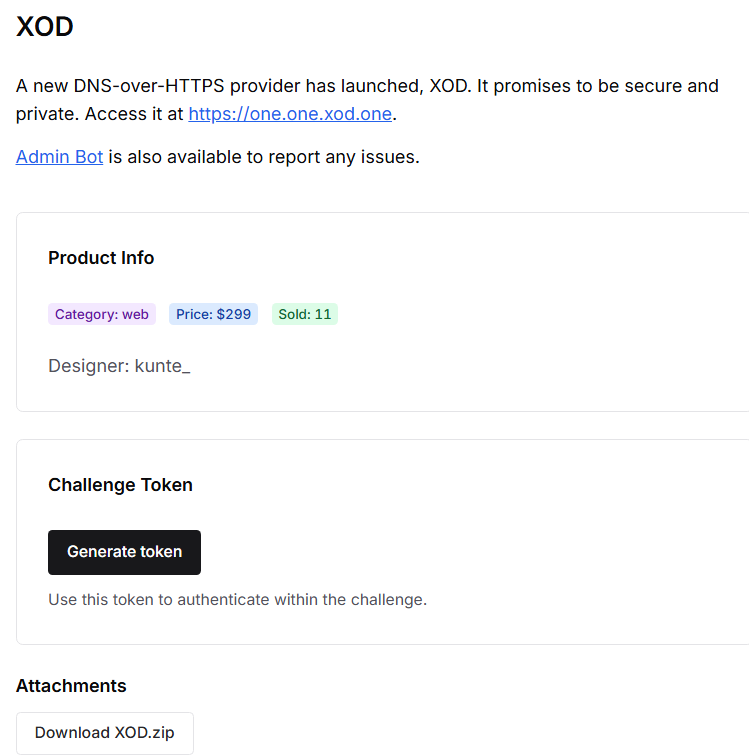 XOD
A new DNS-over-HTTPS provider has launched, XOD. It promises to be secure and
private. Access it at https://one.one.xod.one.
Admin Bot is also available to report any issues.
Product Info
Category: web Price: $299 Sold: 11
Designer: kunte_
Challenge Token
Generate token
Use this token to authenticate within the challenge.
Attachments
Download XOD.zip